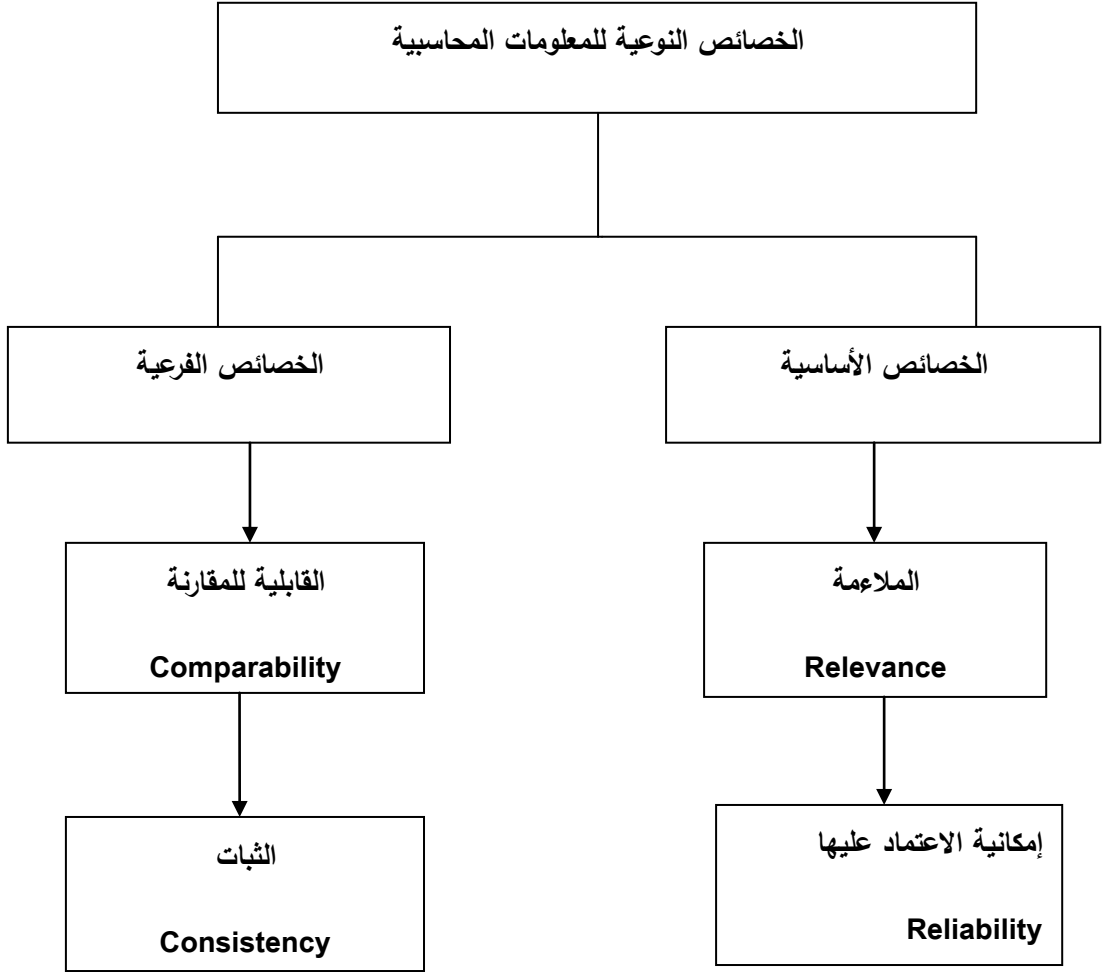 الخصائص النوعية للمعلومات المحاسبية
الخصائص الأساسية
الخصائص الفرعية
الملاءمة
Relevance
القابلية للمقارنة
Comparability
إمكانية الاعتماد عليها
Reliability
الثبات
Consistency